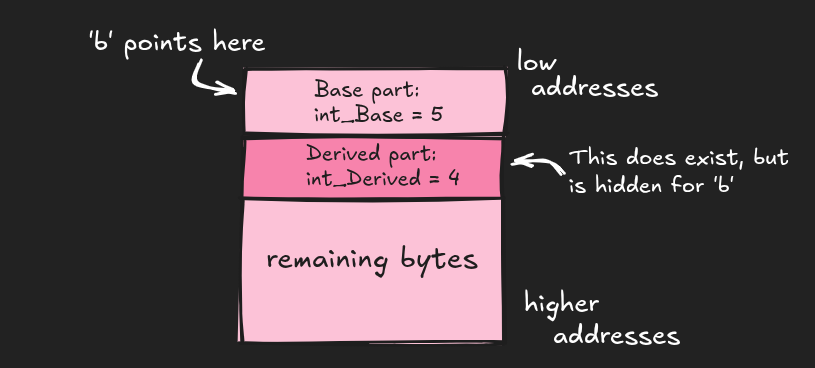 'b' points here
low
addresses
Base part:
int_Base = 5
Derived part:
int_Derived = 4
This does exist, but
is hidden for 'b'
remaining bytes
higher
addresses